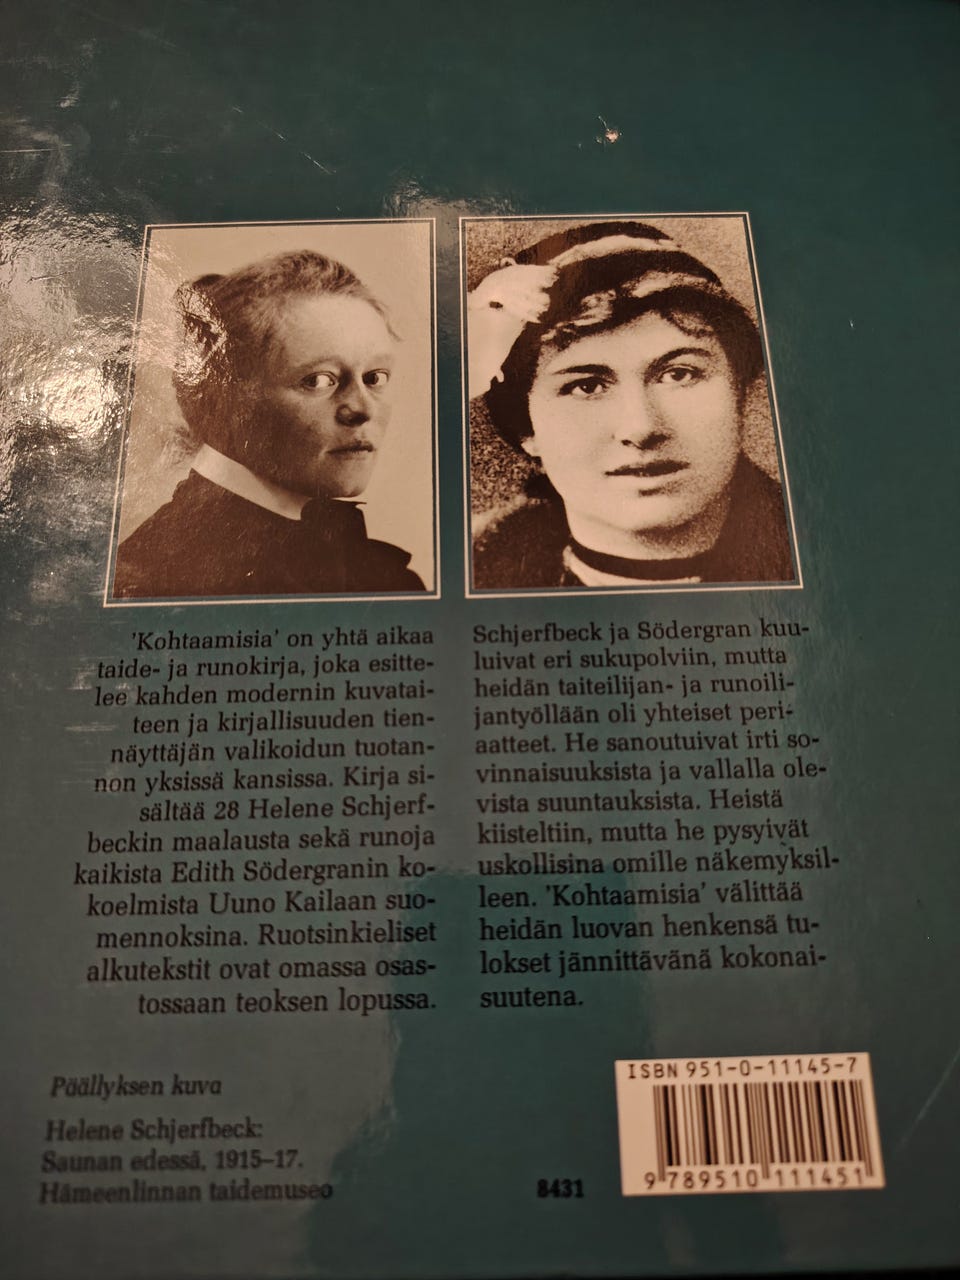 'Kohtaamisia' on yhtä aikaa
taide- ja runokirja, joka esitte-
lee kahden modernin kuvatai-
teen ja kirjallisuuden tien-
näyttäjän valikoidun tuotan-
non yksissä kansissa. Kirja si-
sältää 28 Helene Schjerf-
beckin maalausta sekä runoja
kaikista Edith Södergranin ko-
koelmista Uuno Kailaan suo-
mennoksina. Ruotsinkieliset
alkutekstit ovat omassa osas-
tossaan teoksen lopussa.
Schjerfbeck ja Södergran kuu-
luivat eri sukupolviin, mutta
heidän taiteilijan- ja runoili-
jantyöllään oli yhteiset peri-
aatteet. He sanoutuivat irti so-
vinnaisuuksista ja vallalla ole-
vista suuntauksista. Heistä
kiisteltiin, mutta he pysyivät
uskollisina omille näkemyksil-
leen. 'Kohtaamisia' välittää
heidän luovan henkensä tu-
lokset jännittävänä kokonai-
suutena.
Päällyksen kuva
Helene Schjerfbeck:
Saunan edessä, 1915–17.
Hämeenlinnan taidemuseo
8431
ISBN 951-0-11145-7
9 789510 111451